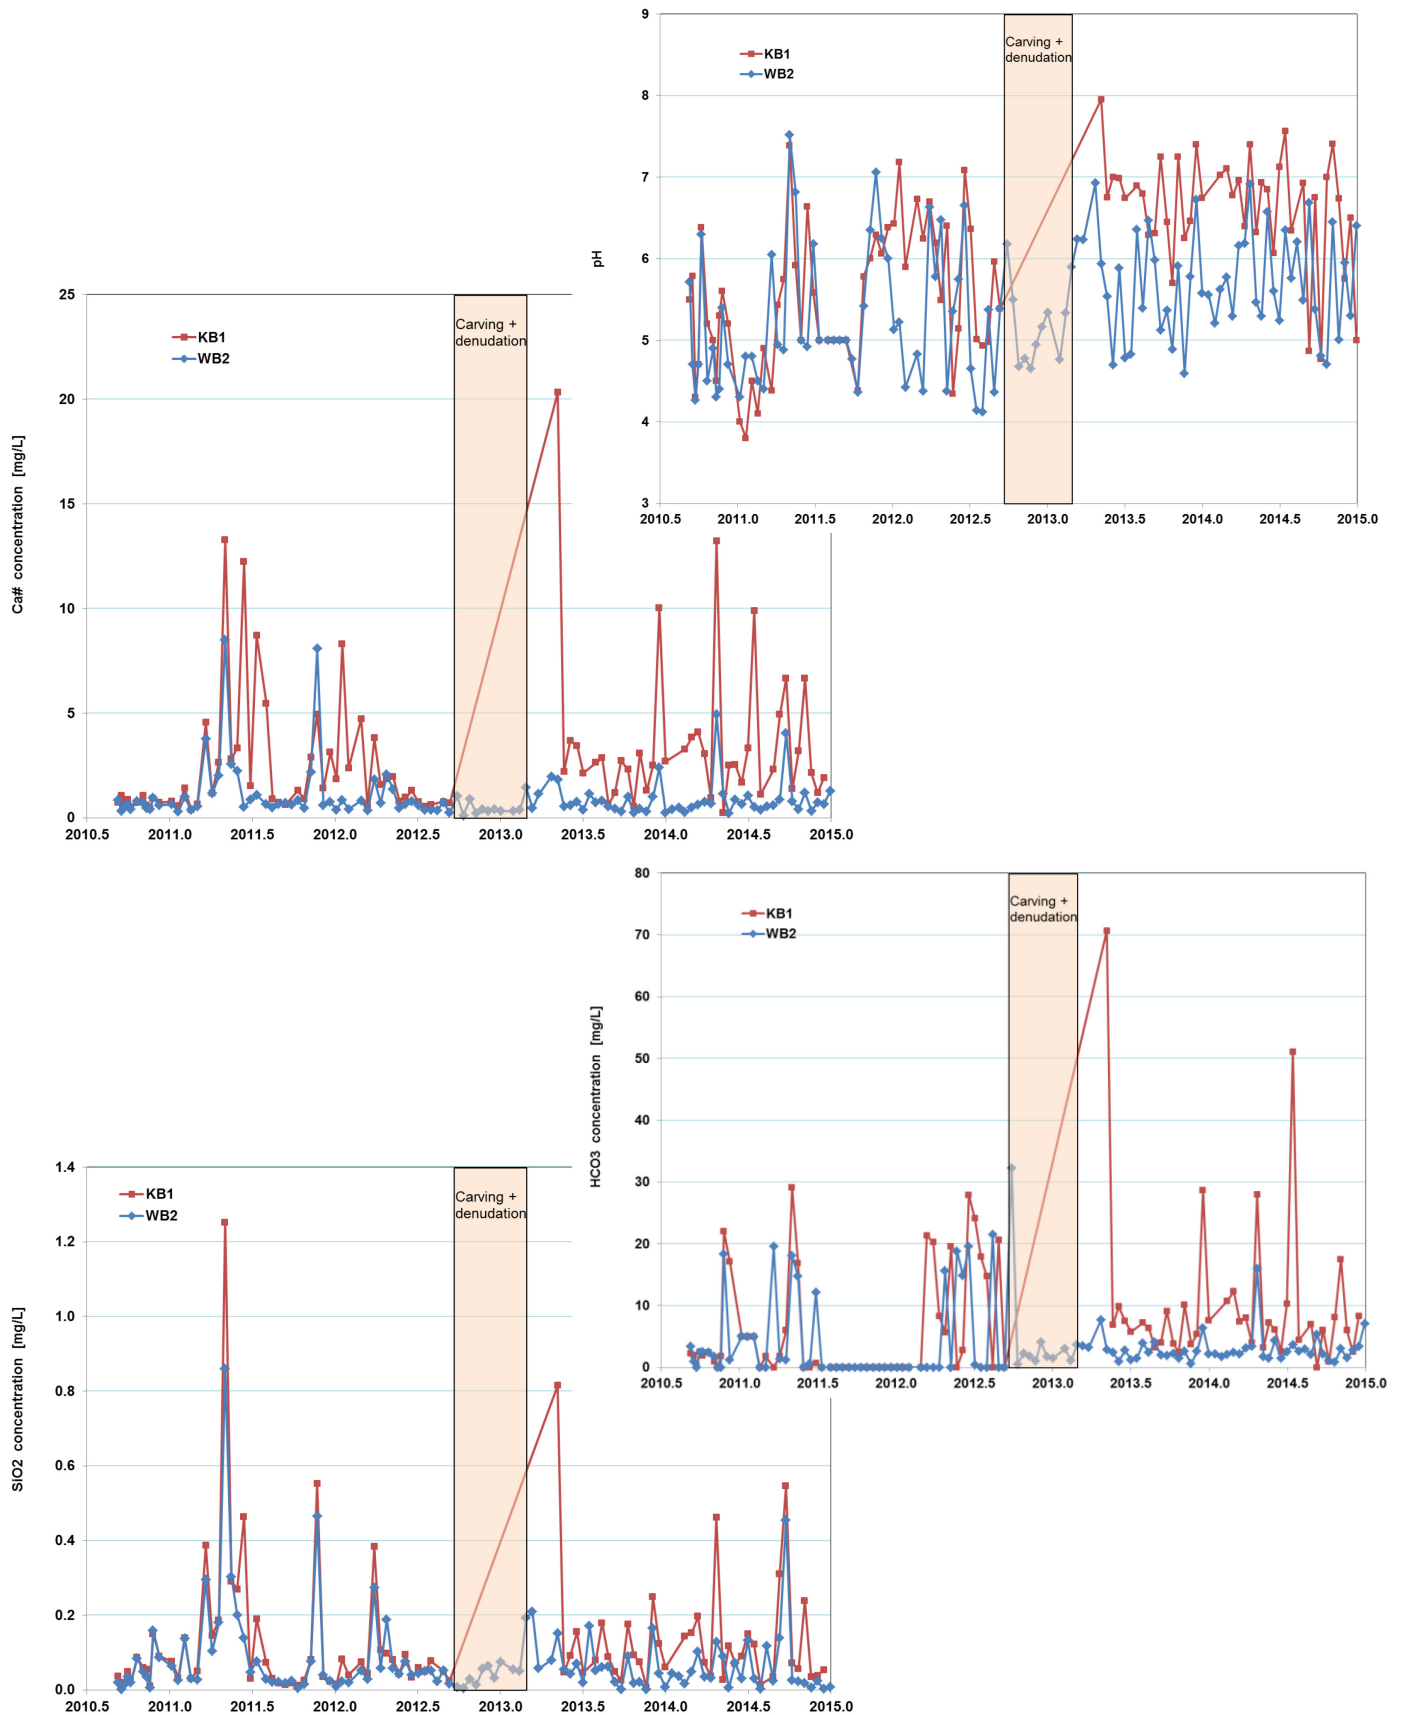 9
8
7
6
5
4
3
pH
KB1
WB2
Carving +
denudation
2010.5 2011.0 2011.5 2012.0 2012.5 2013.0 2013.5 2014.0 2014.5 2015.0
25
20
15
10
5
0
Ca# concentration [mg/L]
KB1
WB2
Carving +
denudation
2010.5 2011.0 2011.5 2012.0 2012.5 2013.0 2013.5 2014.0 2014.5 2015.0
80
70
60
50
40
30
20
10
0
HCO3 concentration [mg/L]
KB1
WB2
Carving +
denudation
2010.5 2011.0 2011.5 2012.0 2012.5 2013.0 2013.5 2014.0 2014.5 2015.0
1.4
1.2
1.0
0.8
0.6
0.4
0.2
0.0
SiO2 concentration [mg/L]
KB1
WB2
Carving +
denudation
2010.5 2011.0 2011.5 2012.0 2012.5 2013.0 2013.5 2014.0 2014.5 2015.0